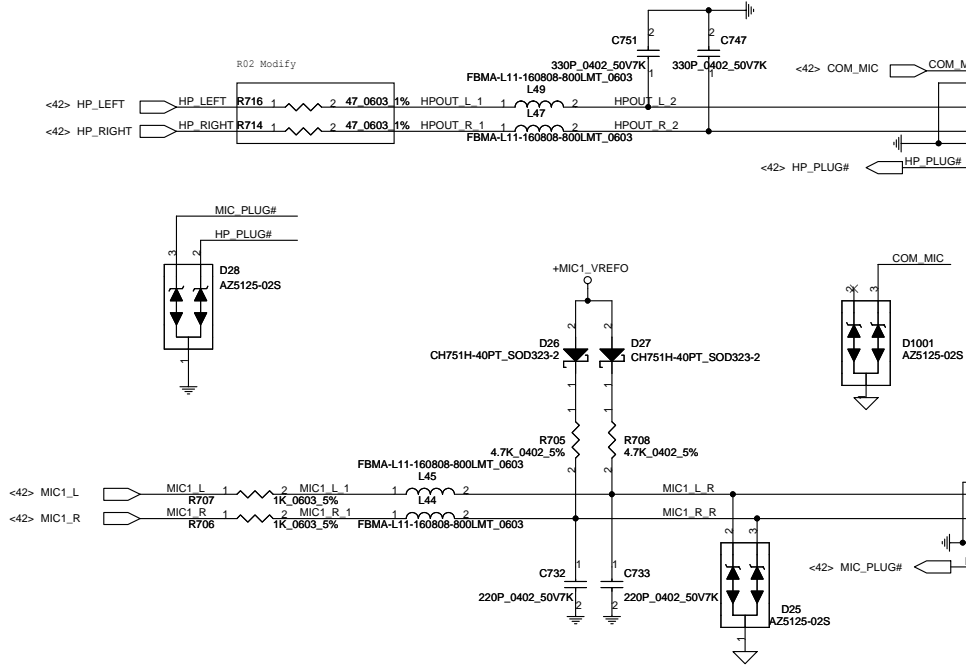 2
2
C751
C747
330P_0402_50V7K
330P_0402_50V7K
1
1
<42> COM_MIC
COM_M
R02 Modify
FBMA-L11-160808-800LMT_0603
L49
<42> HP_LEFT
HP_LEFT
R716
1
2
47_0603_1%
HPOUT_L_1
1
2
HPOUT_L_2
L47
<42> HP_RIGHT
HP_RIGHT
R714
1
2
47_0603_1%
HPOUT_R_1
1
2
HPOUT_R_2
FBMA-L11-160808-800LMT_0603
<42> HP_PLUG#
HP_PLUG#
MIC_PLUG#
HP_PLUG#
3
2
D28
AZ5125-02S
1
+MIC1_VREFO
COM_MIC
2
3
2
2
D26
CH751H-40PT_SOD323-2
D27
CH751H-40PT_SOD323-2
D1001
AZ5125-02S
1
1
1
1
1
R705
4.7K_0402_5%
R708
4.7K_0402_5%
2
2
FBMA-L11-160808-800LMT_0603
L45
<42> MIC1_L
MIC1_L
1
2
MIC1_L_1
1
2
MIC1_L_R
R707
1K_0603_5%
L44
<42> MIC1_R
MIC1_R
1
2
MIC1_R_1
1
2
MIC1_R_R
R706
1K_0603_5%
FBMA-L11-160808-800LMT_0603
2
3
C732
1
C733
1
220P_0402_50V7K
220P_0402_50V7K
2
2
<42> MIC_PLUG#
D25
AZ5125-02S
1